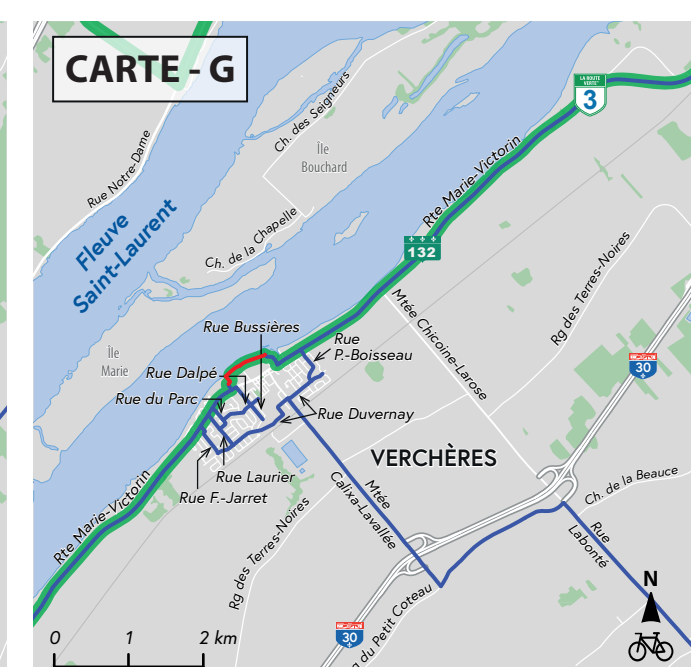 CARTE - G
LA ROUTE
VERTE
3
Rue Notre-Dame
Ch. des Seigneurs
Île
Bouchard
Rte Marie-Victorin
Fleuve
Saint-Laurent
Ch. de la Chapelle
132
Rg des Terres-Noires
Mtée Chicoine-Larose
Rue Bussières
Rue
P.-Boisseau
Île
Marie
Rue Dalpé
30
Rue du Parc
Rue Duvernay
VERCHÈRES
Rue Laurier
Rue F.-Jarret
Mtée
Calixa-Lavallée
Ch. de la Beauce
Rte Marie-Victorin
Rg des Terres-Noires
Rue
Labonté
N
0 1 2 km
30
du Petit Coteau